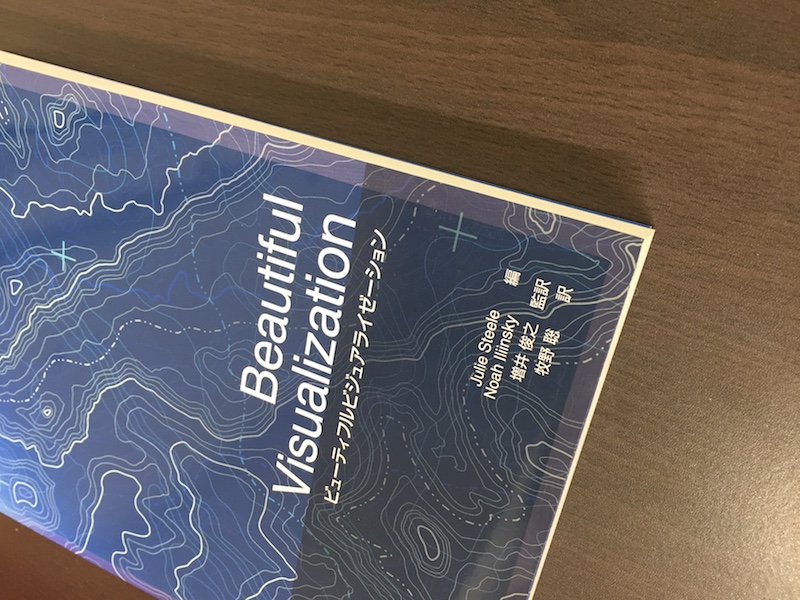 Beautiful
Visualization
ビューティフルビジュアライゼーション
Julie Steele
Noah Iliinsky 編
増井 俊之 監訳
牧野 聡 訳